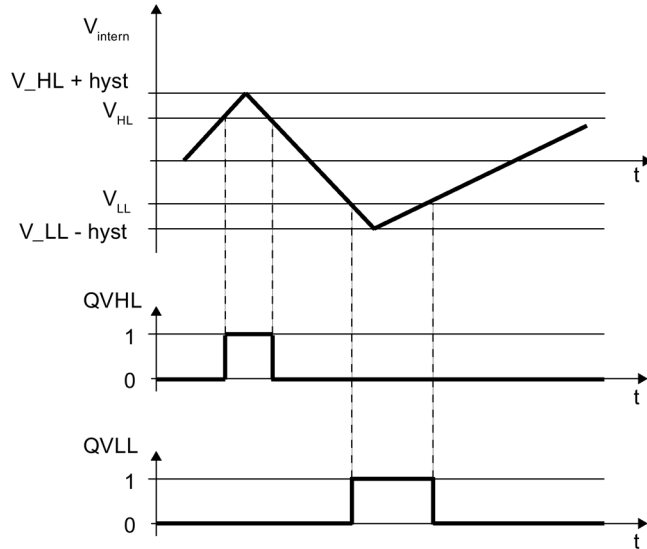 V_intern
V_HL + hyst
V_HL
t
V_LL
V_LL - hyst
QVHL
1
0
t
QVLL
1
0
t